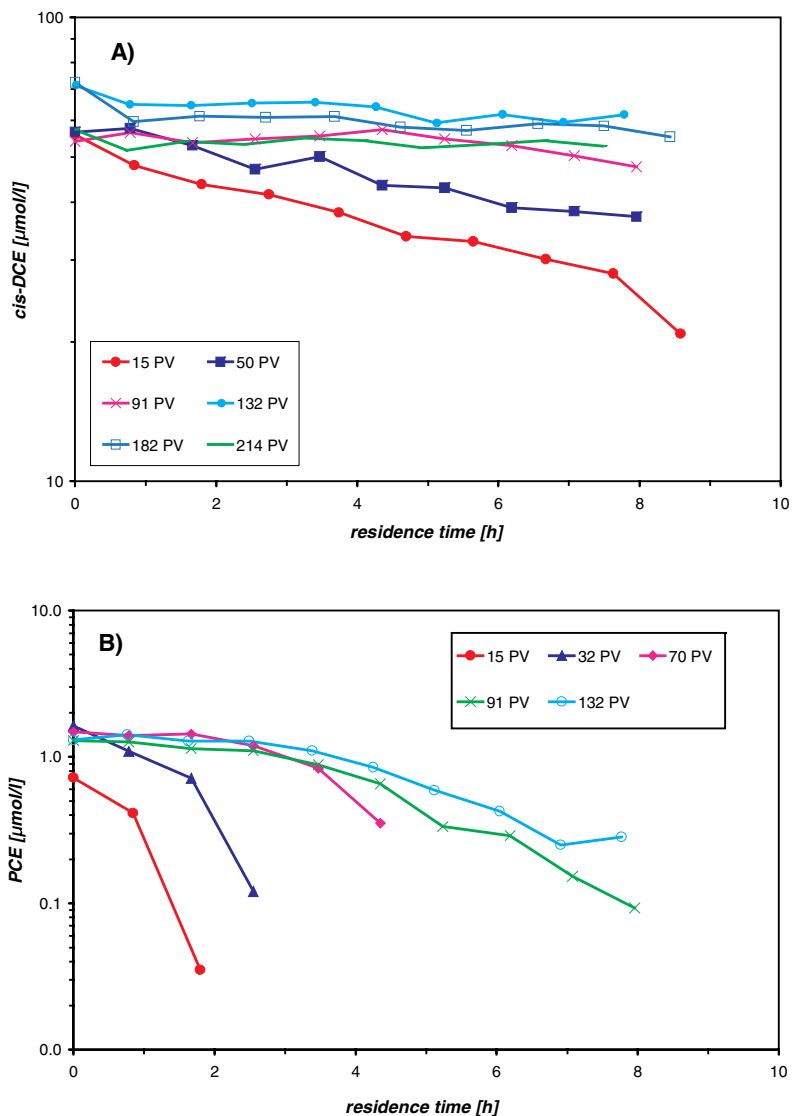 100
A)
cis-DCE [µmol/l]
15 PV
50 PV
91 PV
132 PV
182 PV
214 PV
10
0
2
4
6
8
10
residence time [h]
10.0
B)
15 PV
32 PV
70 PV
91 PV
132 PV
1.0
PCE [µmol/l]
0.1
0.0
0
2
4
6
8
10
residence time [h]